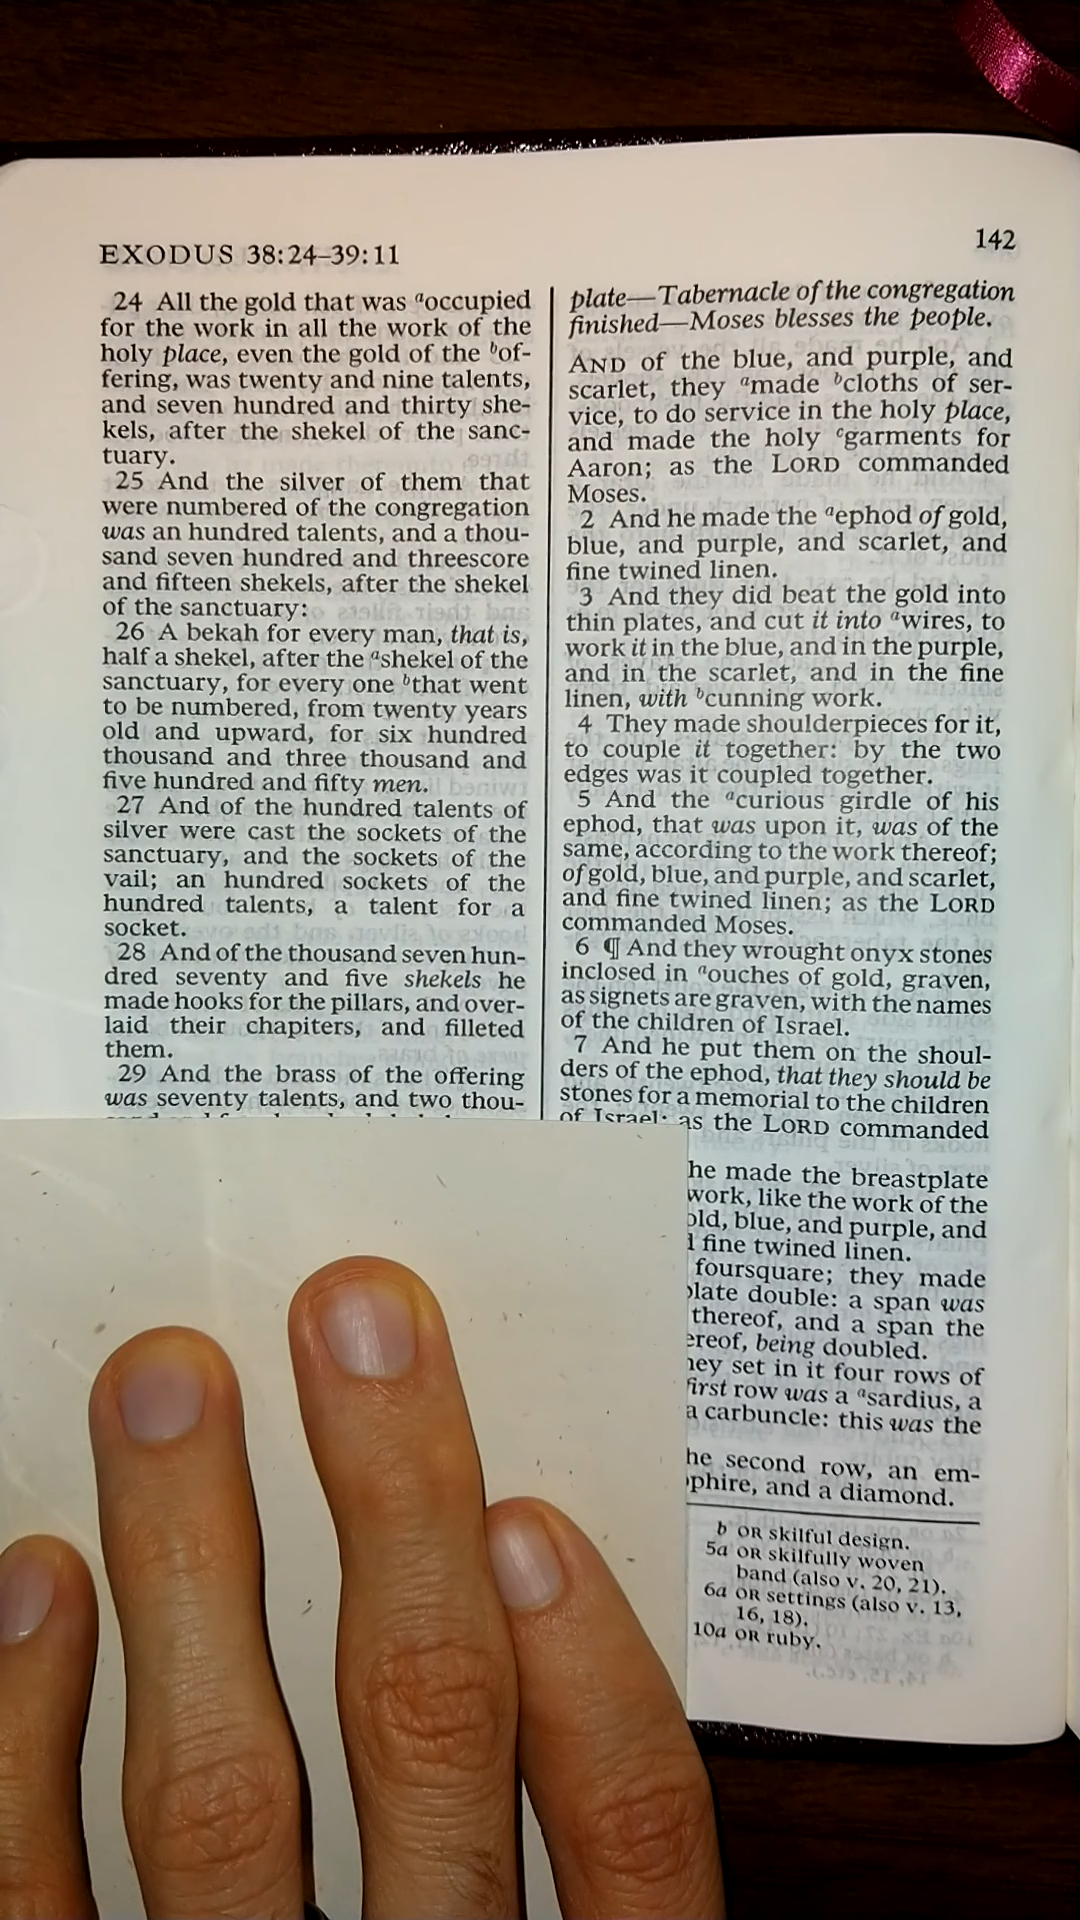 EXODUS 38:24–39:11
142
24 All the gold that was ᵃoccupied
for the work in all the work of the
holy place, even the gold of the ᵇof-
fering, was twenty and nine talents,
and seven hundred and thirty she-
kels, after the shekel of the sanc-
tuary.
25 And the silver of them that
were numbered of the congregation
was an hundred talents, and a thou-
sand seven hundred and threescore
and fifteen shekels, after the shekel
of the sanctuary:
26 A bekah for every man, that is,
half a shekel, after the ᵃshekel of the
sanctuary, for every one ᵇthat went
to be numbered, from twenty years
old and upward, for six hundred
thousand and three thousand and
five hundred and fifty men.
27 And of the hundred talents of
silver were cast the sockets of the
sanctuary, and the sockets of the
vail; an hundred sockets of the
hundred talents, a talent for a
socket.
28 And of the thousand seven hun-
dred seventy and five shekels he
made hooks for the pillars, and over-
laid their chapiters, and filleted
them.
29 And the brass of the offering
was seventy talents, and two thou-
plate—Tabernacle of the congregation
finished—Moses blesses the people.
AND of the blue, and purple, and
scarlet, they ᵃmade ᵇcloths of ser-
vice, to do service in the holy place,
and made the holy ᶜgarments for
Aaron; as the LORD commanded
Moses.
2 And he made the ᵃephod of gold,
blue, and purple, and scarlet, and
fine twined linen.
3 And they did beat the gold into
thin plates, and cut it into ᵃwires, to
work it in the blue, and in the purple,
and in the scarlet, and in the fine
linen, with ᵇcunning work.
4 They made shoulderpieces for it,
to couple it together: by the two
edges was it coupled together.
5 And the ᵃcurious girdle of his
ephod, that was upon it, was of the
same, according to the work thereof;
of gold, blue, and purple, and scarlet,
and fine twined linen; as the LORD
commanded Moses.
6 ¶ And they wrought onyx stones
inclosed in ᵃouches of gold, graven,
as signets are graven, with the names
of the children of Israel.
7 And he put them on the shoul-
ders of the ephod, that they should be
stones for a memorial to the children
of Israel; as the LORD commanded
he made the breastplate
work, like the work of the
old, blue, and purple, and
fine twined linen.
foursquare; they made
plate double: a span was
thereof, and a span the
ereof, being doubled.
hey set in it four rows of
first row was a ᵃsardius, a
a carbuncle: this was the
he second row, an em-
phire, and a diamond.
b OR skilful design.
5a OR skilfully woven
band (also v. 20, 21).
6a OR settings (also v. 13,
16, 18).
10a OR ruby.